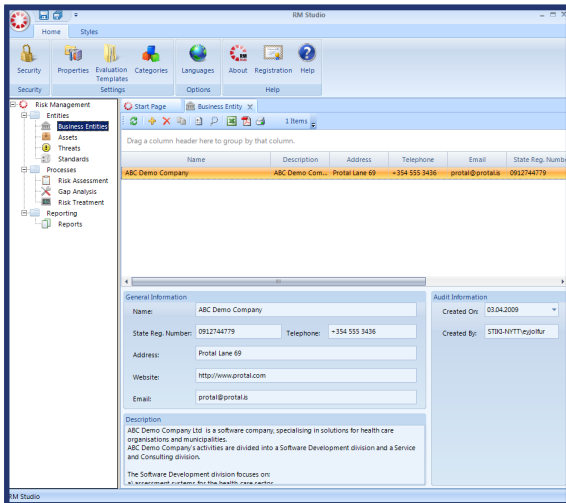 RM Studio
Home Styles
Security Properties Evaluation Templates Categories Languages About Registration Help
Security Settings Options Help
Risk Management
Entities
Business Entities
Assets
Threats
Standards
Processes
Risk Assessment
Gap Analysis
Risk Treatment
Reporting
Reports
Start Page Business Entity x
1 Items
Drag a column header here to group by that column.
Name Description Address Telephone Email State Reg. Numbe
ABC Demo Company ABC Demo Com... Protal Lane 69 +354 555 3436 protal@protal.is 0912744779
General Information
Name: ABC Demo Company
State Reg. Number: 0912744779 Telephone: +354 555 3436
Address: Protal Lane 69
Website: http://www.protal.com
Email: protal@protal.is
Audit Information
Created On: 03.04.2009
Created By: STIKI-NYTT\eyjolfur
Description
ABC Demo Company Ltd is a software company, specialising in solutions for health care
organisations and municipalities.
ABC Demo Company's activities are divided into a Software Development division and a Service
and Consulting division.
The Software Development division focuses on:
a) assessment systems for the health care sector
RM Studio